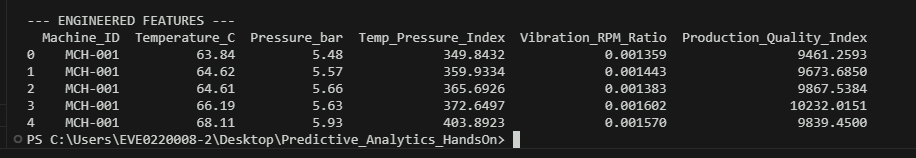 --- ENGINEERED FEATURES ---
Machine_ID Temperature_C Pressure_bar Temp_Pressure_Index Vibration_RPM_Ratio Production_Quality_Index
0 MCH-001 63.84 5.48 349.8432 0.001359 9461.2593
1 MCH-001 64.62 5.57 359.9334 0.001443 9673.6850
2 MCH-001 64.61 5.66 365.6926 0.001383 9867.5384
3 MCH-001 66.19 5.63 372.6497 0.001602 10232.0151
4 MCH-001 68.11 5.93 403.8923 0.001570 9839.4500
PS C:\Users\EVE0220008-2\Desktop\Predictive_Analytics_HandsOn>